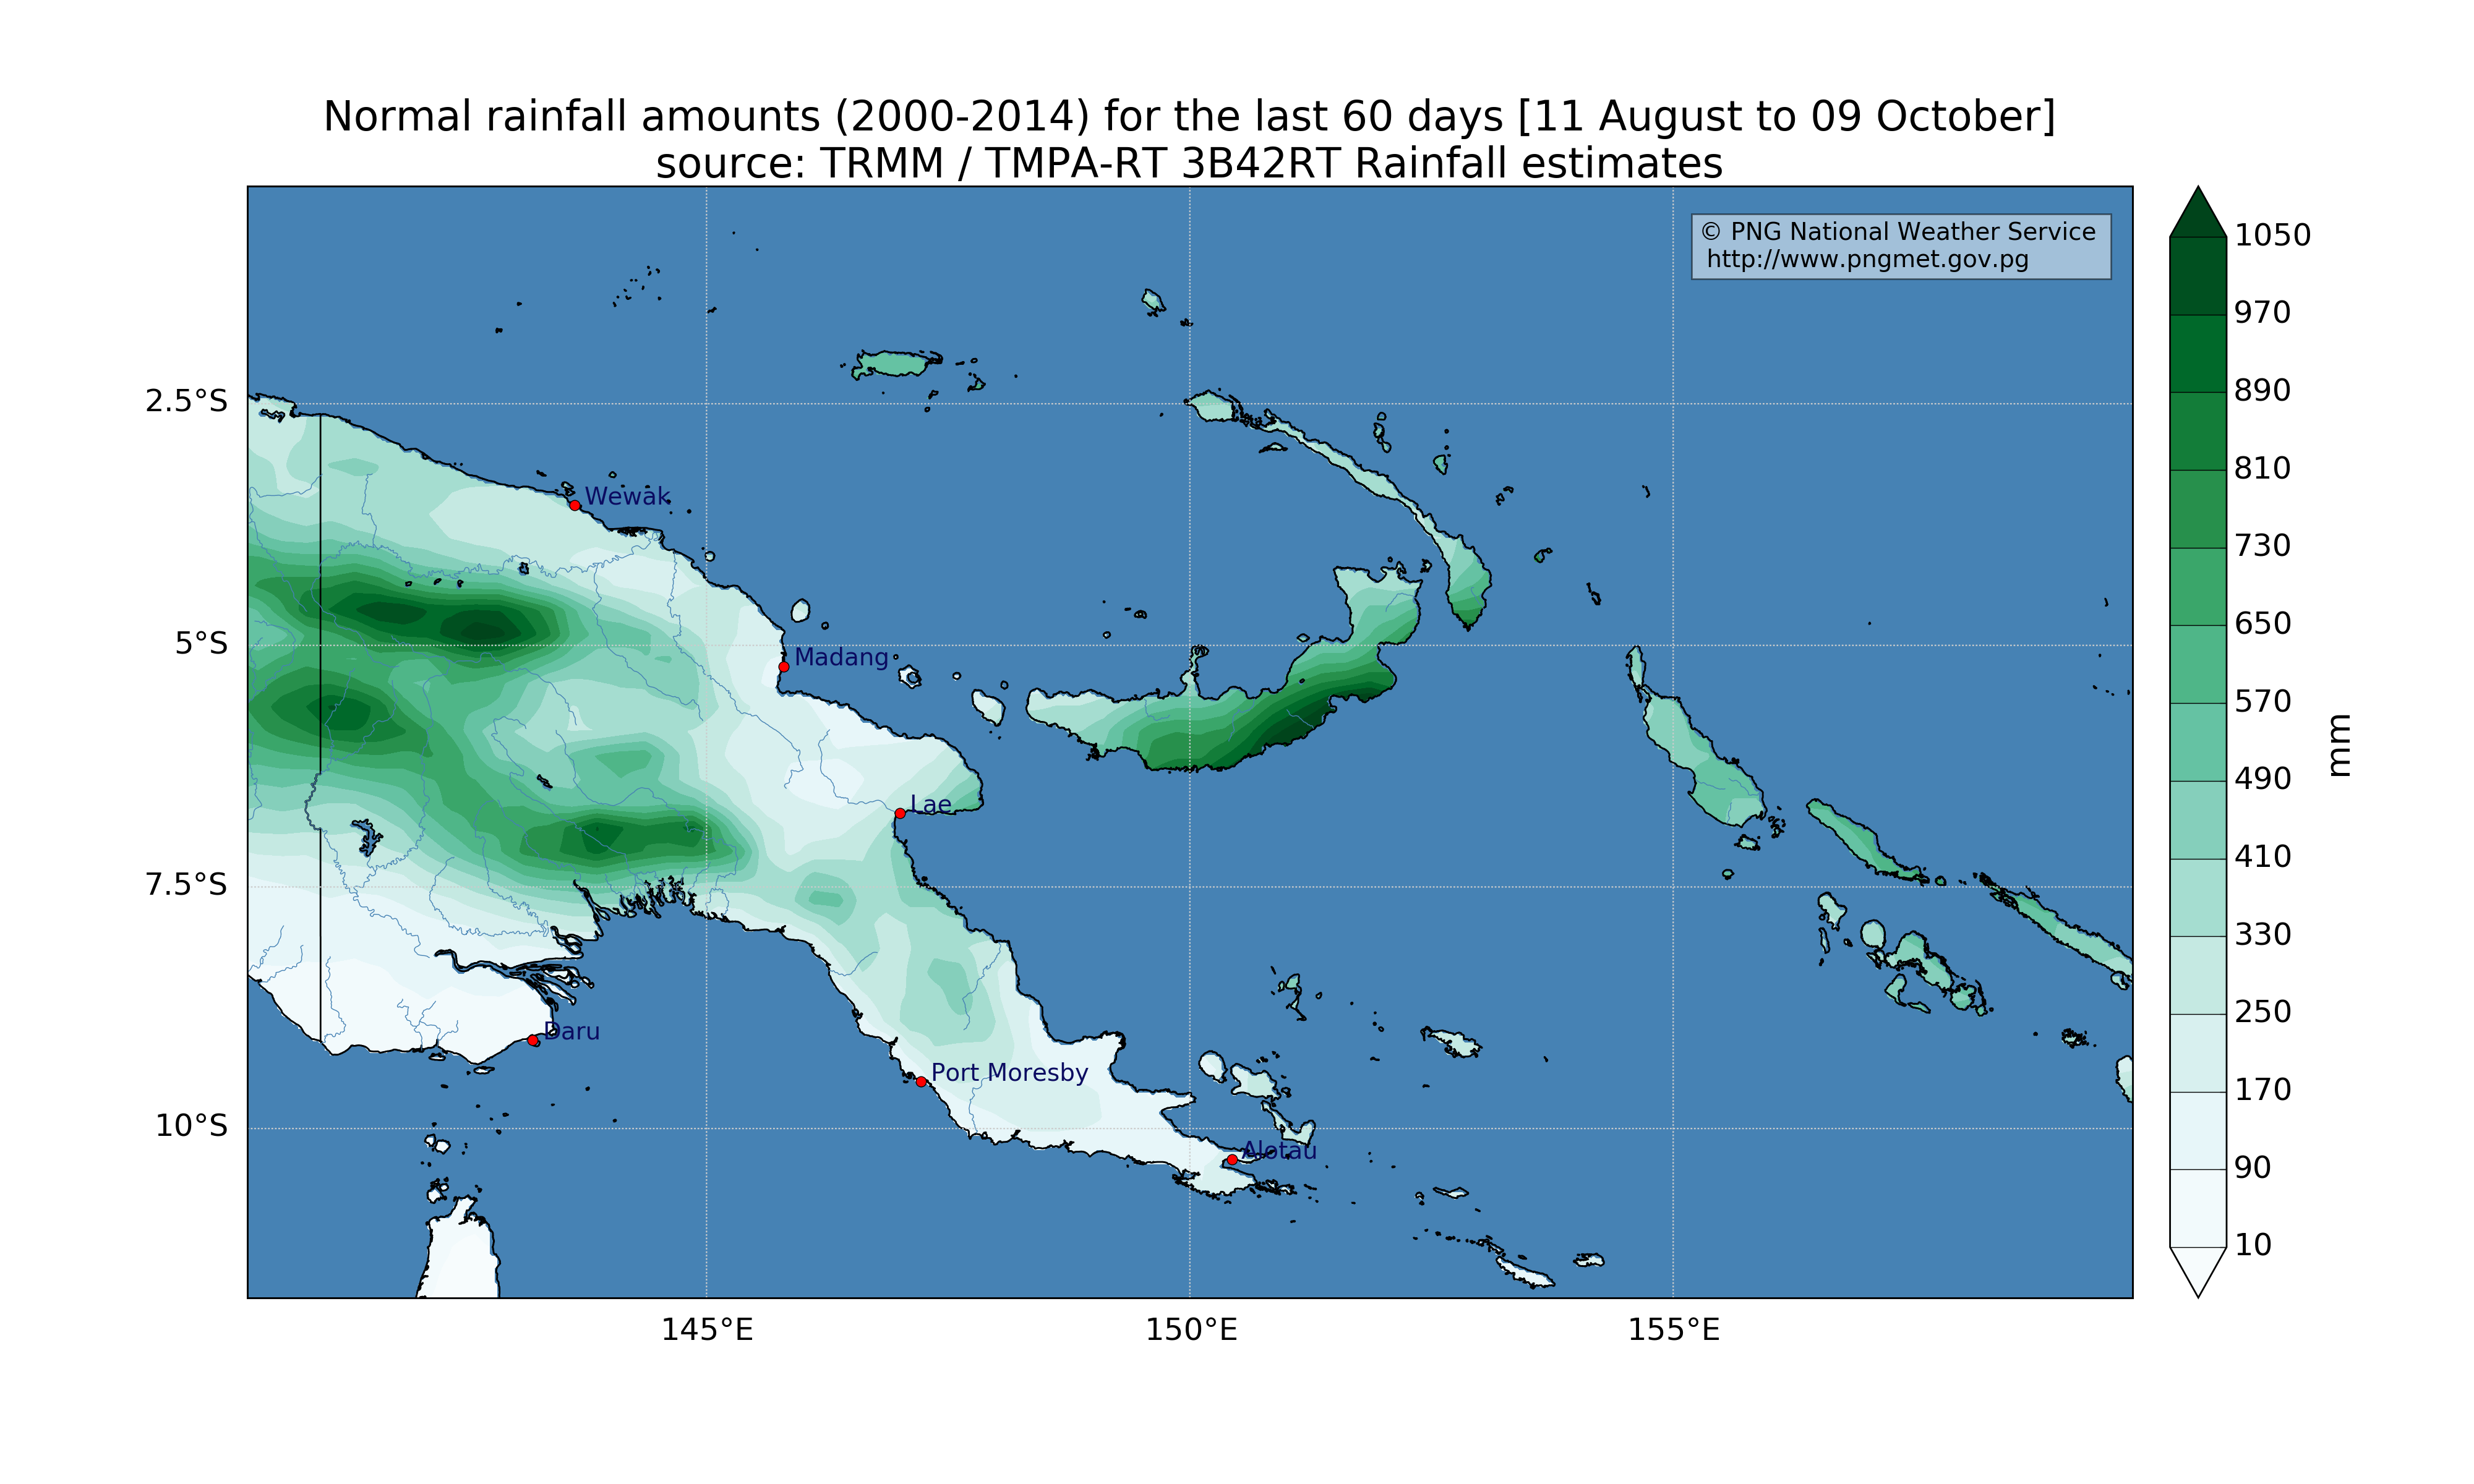 Normal rainfall amounts (2000-2014) for the last 60 days [11 August to 09 October]
source: TRMM / TMPA-RT 3B42RT Rainfall estimates
© PNG National Weather Service
http://www.pngmet.gov.pg
1050
970
890
810
730
650
570
490
410
330
250
170
90
10
mm
2.5°S
5°S
7.5°S
10°S
Wewak
Madang
Lae
Daru
Port Moresby
Alotau
145°E
150°E
155°E